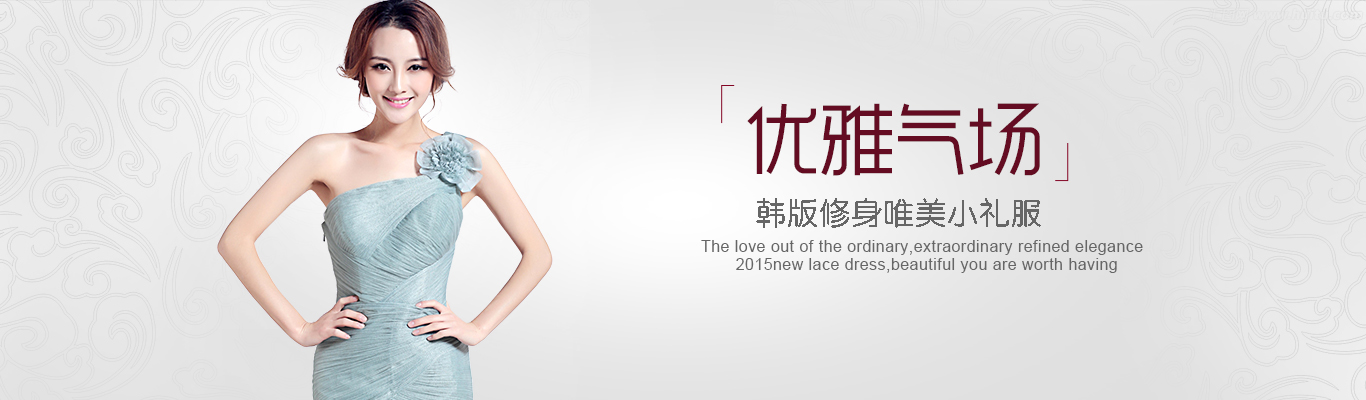 「优雅气场」
韩版修身唯美小礼服
The love out of the ordinary,extraordinary refined elegance
2015new lace dress,beautiful you are worth having